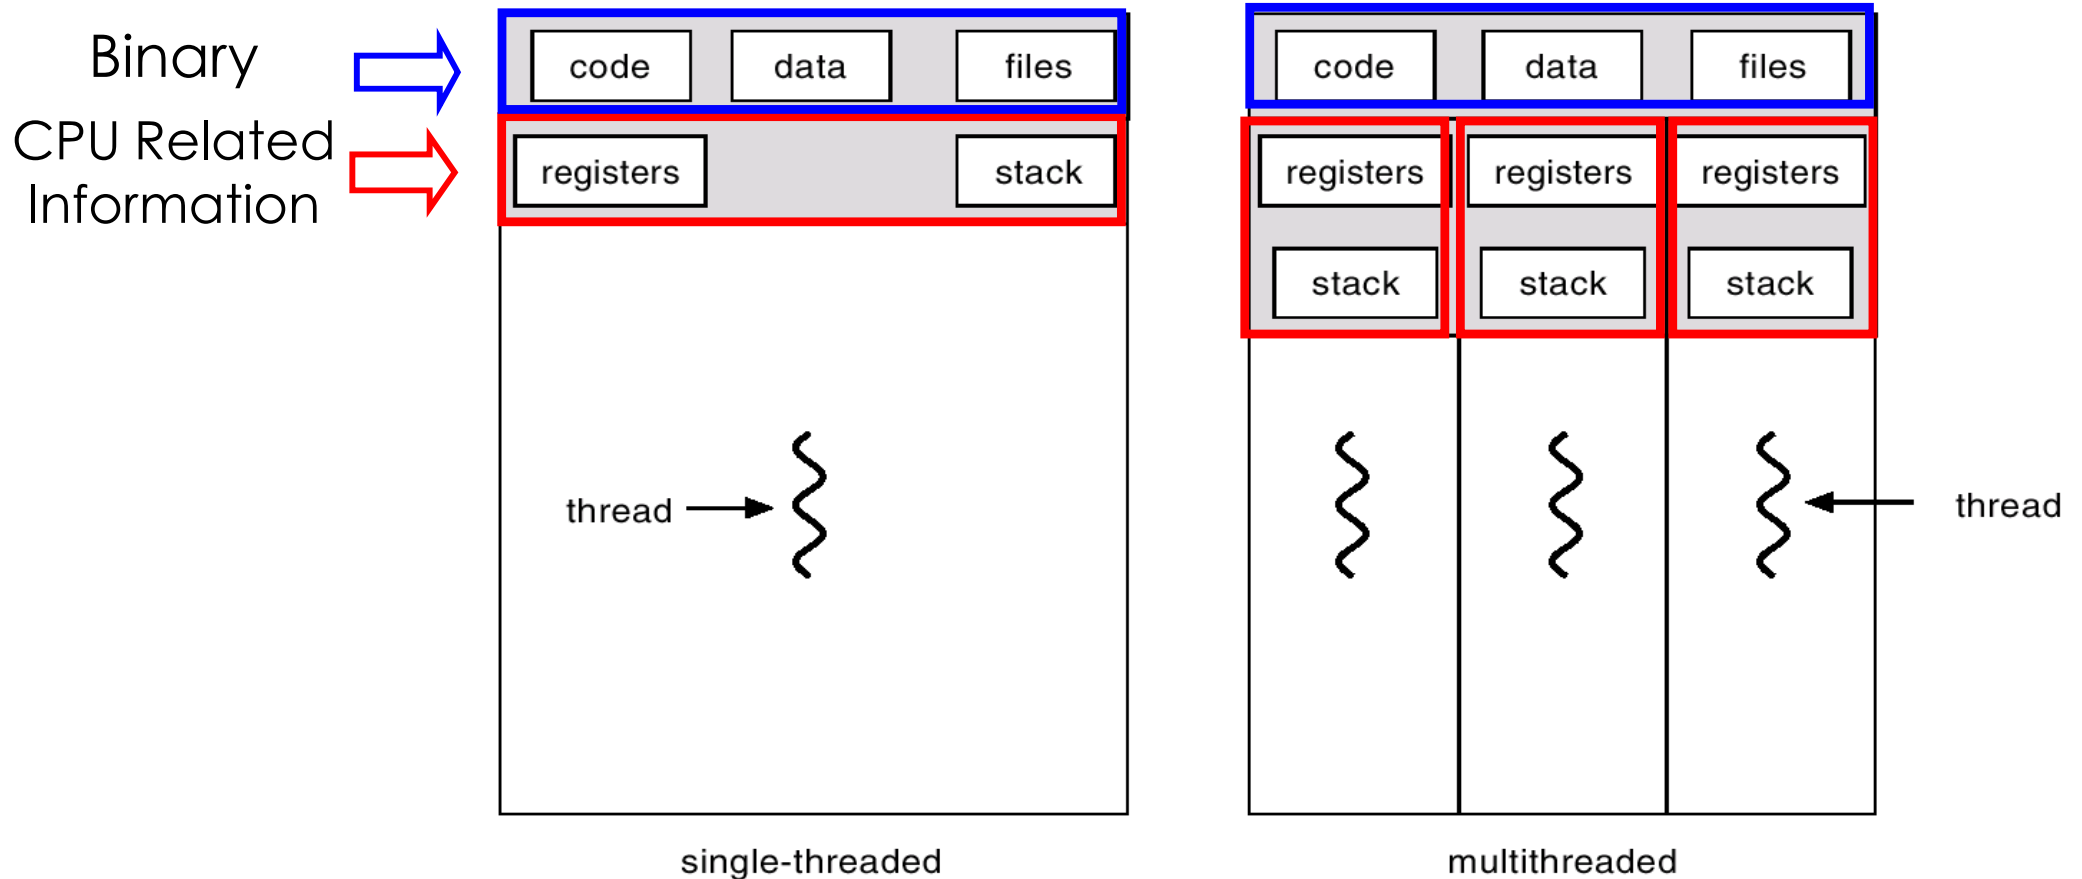 Binary
CPU Related
Information
code data files
registers stack
thread
single-threaded
code data files
registers registers registers
stack stack stack
thread
multithreaded